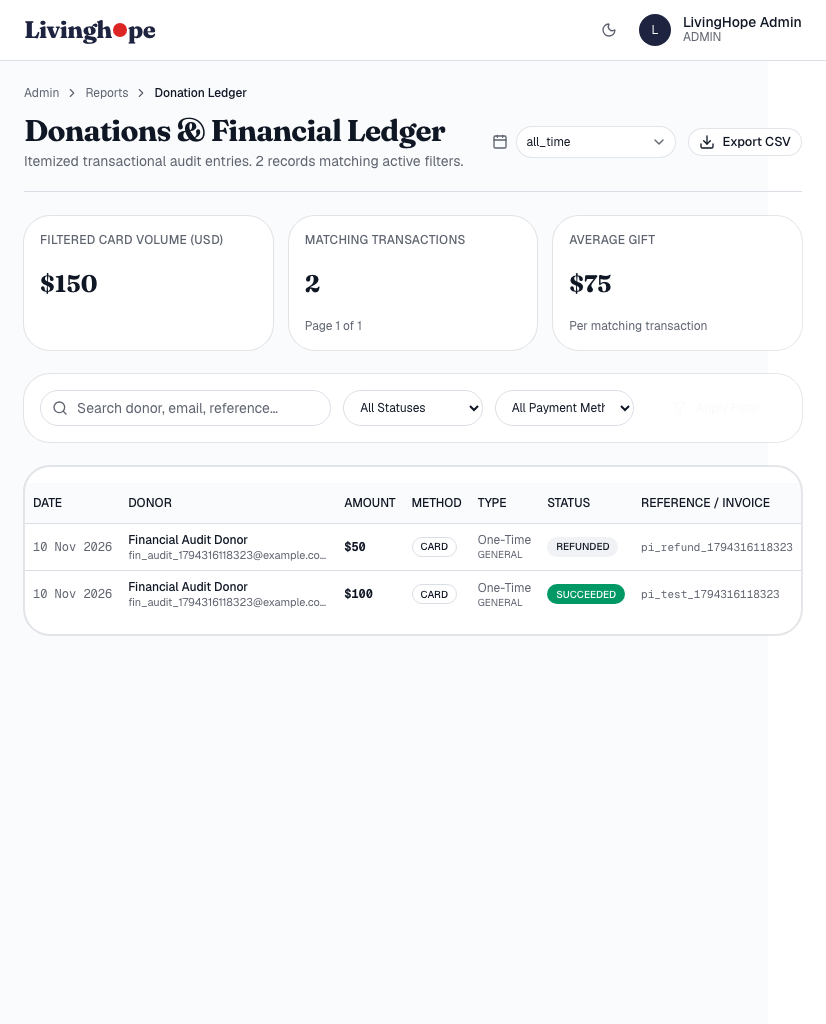 Livinghope
L
LivingHope Admin
ADMIN
Admin > Reports > Donation Ledger
Donations & Financial Ledger
Itemized transactional audit entries. 2 records matching active filters.
all_time
Export CSV
FILTERED CARD VOLUME (USD)
$150
MATCHING TRANSACTIONS
2
Page 1 of 1
AVERAGE GIFT
$75
Per matching transaction
Search donor, email, reference...
All Statuses
All Payment Meth
DATE DONOR AMOUNT METHOD TYPE STATUS REFERENCE / INVOICE
10 Nov 2026 Financial Audit Donor $50 CARD One-Time REFUNDED pi_refund_1794316118323
fin_audit_1794316118323@example.co... GENERAL
10 Nov 2026 Financial Audit Donor $100 CARD One-Time SUCCEEDED pi_test_1794316118323
fin_audit_1794316118323@example.co... GENERAL